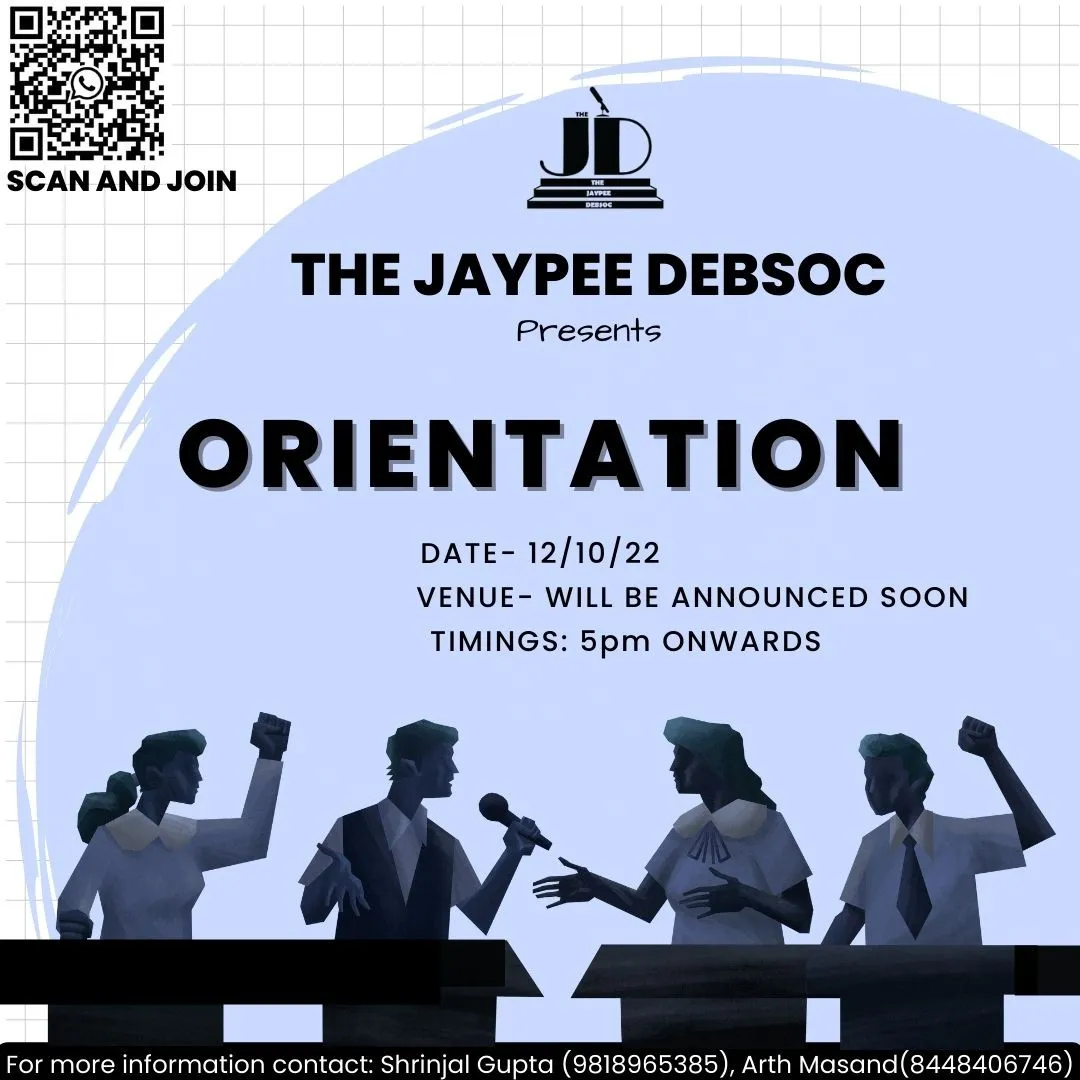 SCAN AND JOIN
THE
JD
THE
JAYPEE
DEBSOC
THE JAYPEE DEBSOC
Presents
ORIENTATION
DATE- 12/10/22
VENUE- WILL BE ANNOUNCED SOON
TIMINGS: 5pm ONWARDS
For more information contact: Shrinjal Gupta (9818965385), Arth Masand(8448406746)